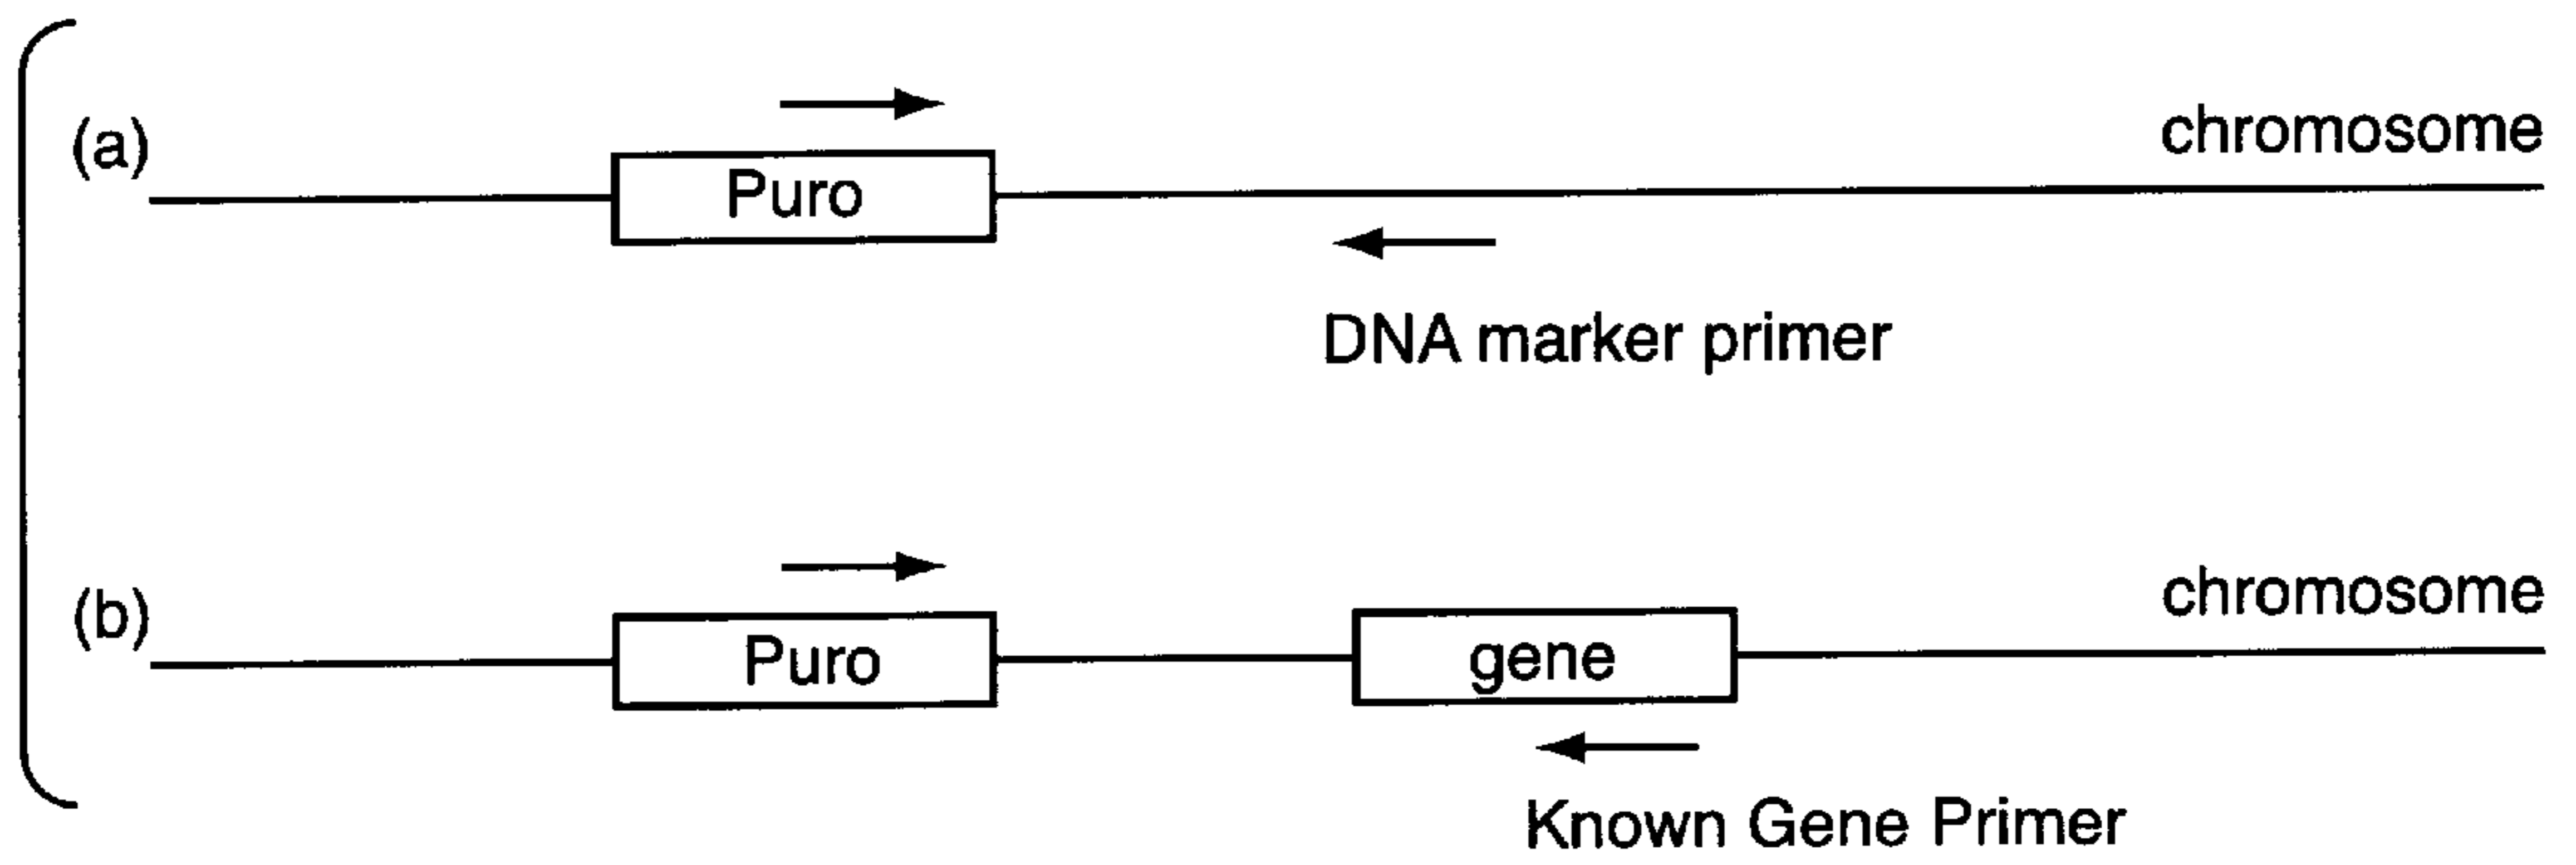 (a)
chromosome
Puro
DNA marker primer
(b)
chromosome
Puro
gene
Known Gene Primer